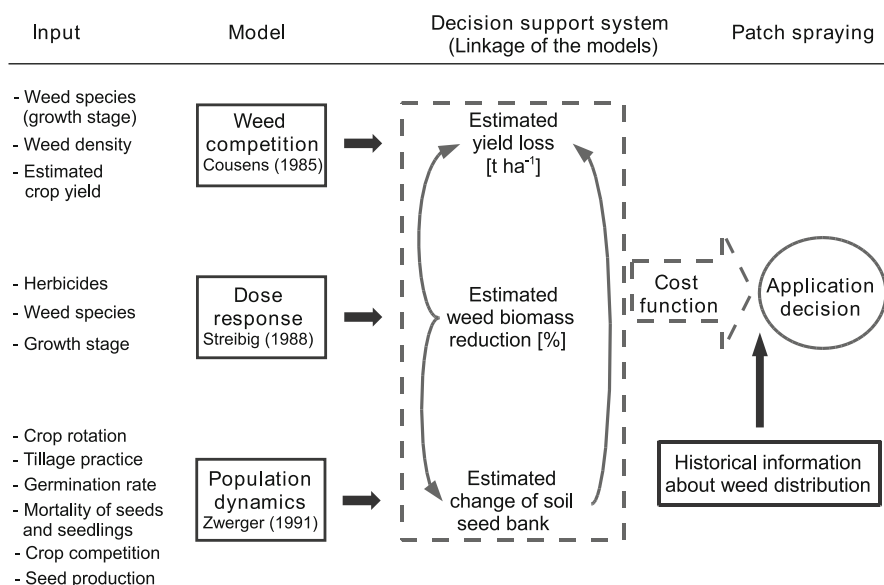 Input
Model
Decision support system
(Linkage of the models)
Patch spraying
- Weed species
(growth stage)
- Weed density
- Estimated
crop yield
Weed
competition
Cousens (1985)
Estimated
yield loss
[t ha⁻¹]
- Herbicides
- Weed species
- Growth stage
Dose
response
Streibig (1988)
Estimated
weed biomass
reduction [%]
Cost
function
Application
decision
- Crop rotation
- Tillage practice
- Germination rate
- Mortality of seeds
and seedlings
- Crop competition
- Seed production
Population
dynamics
Zwerger (1991)
Estimated
change of soil
seed bank
Historical information
about weed distribution